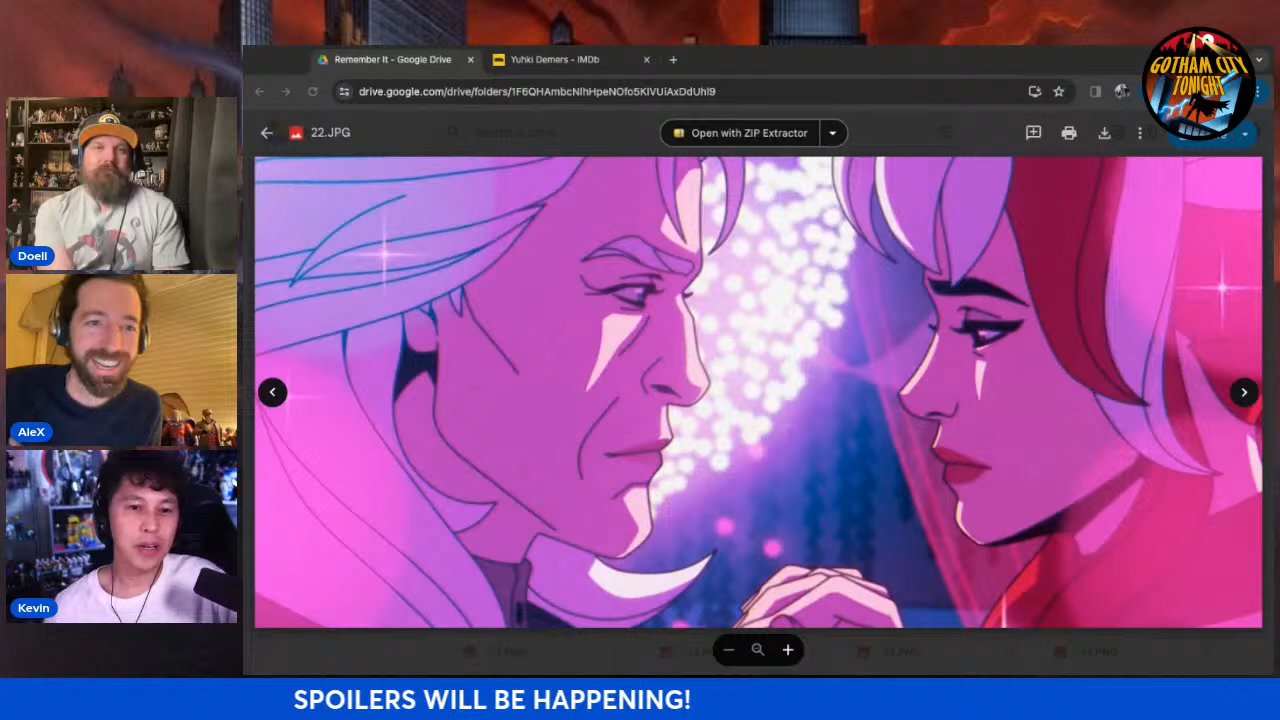 Remember It - Google Drive
Yuhki Demers - IMDb
drive.google.com/drive/folders/1F6QHAmbcNlhHpeNOfo5KIVUiAxDdUhI9
GOTHAM CITY
TONIGHT
22.JPG
Open with ZIP Extractor
Doell
AleX
Kevin
SPOILERS WILL BE HAPPENING!